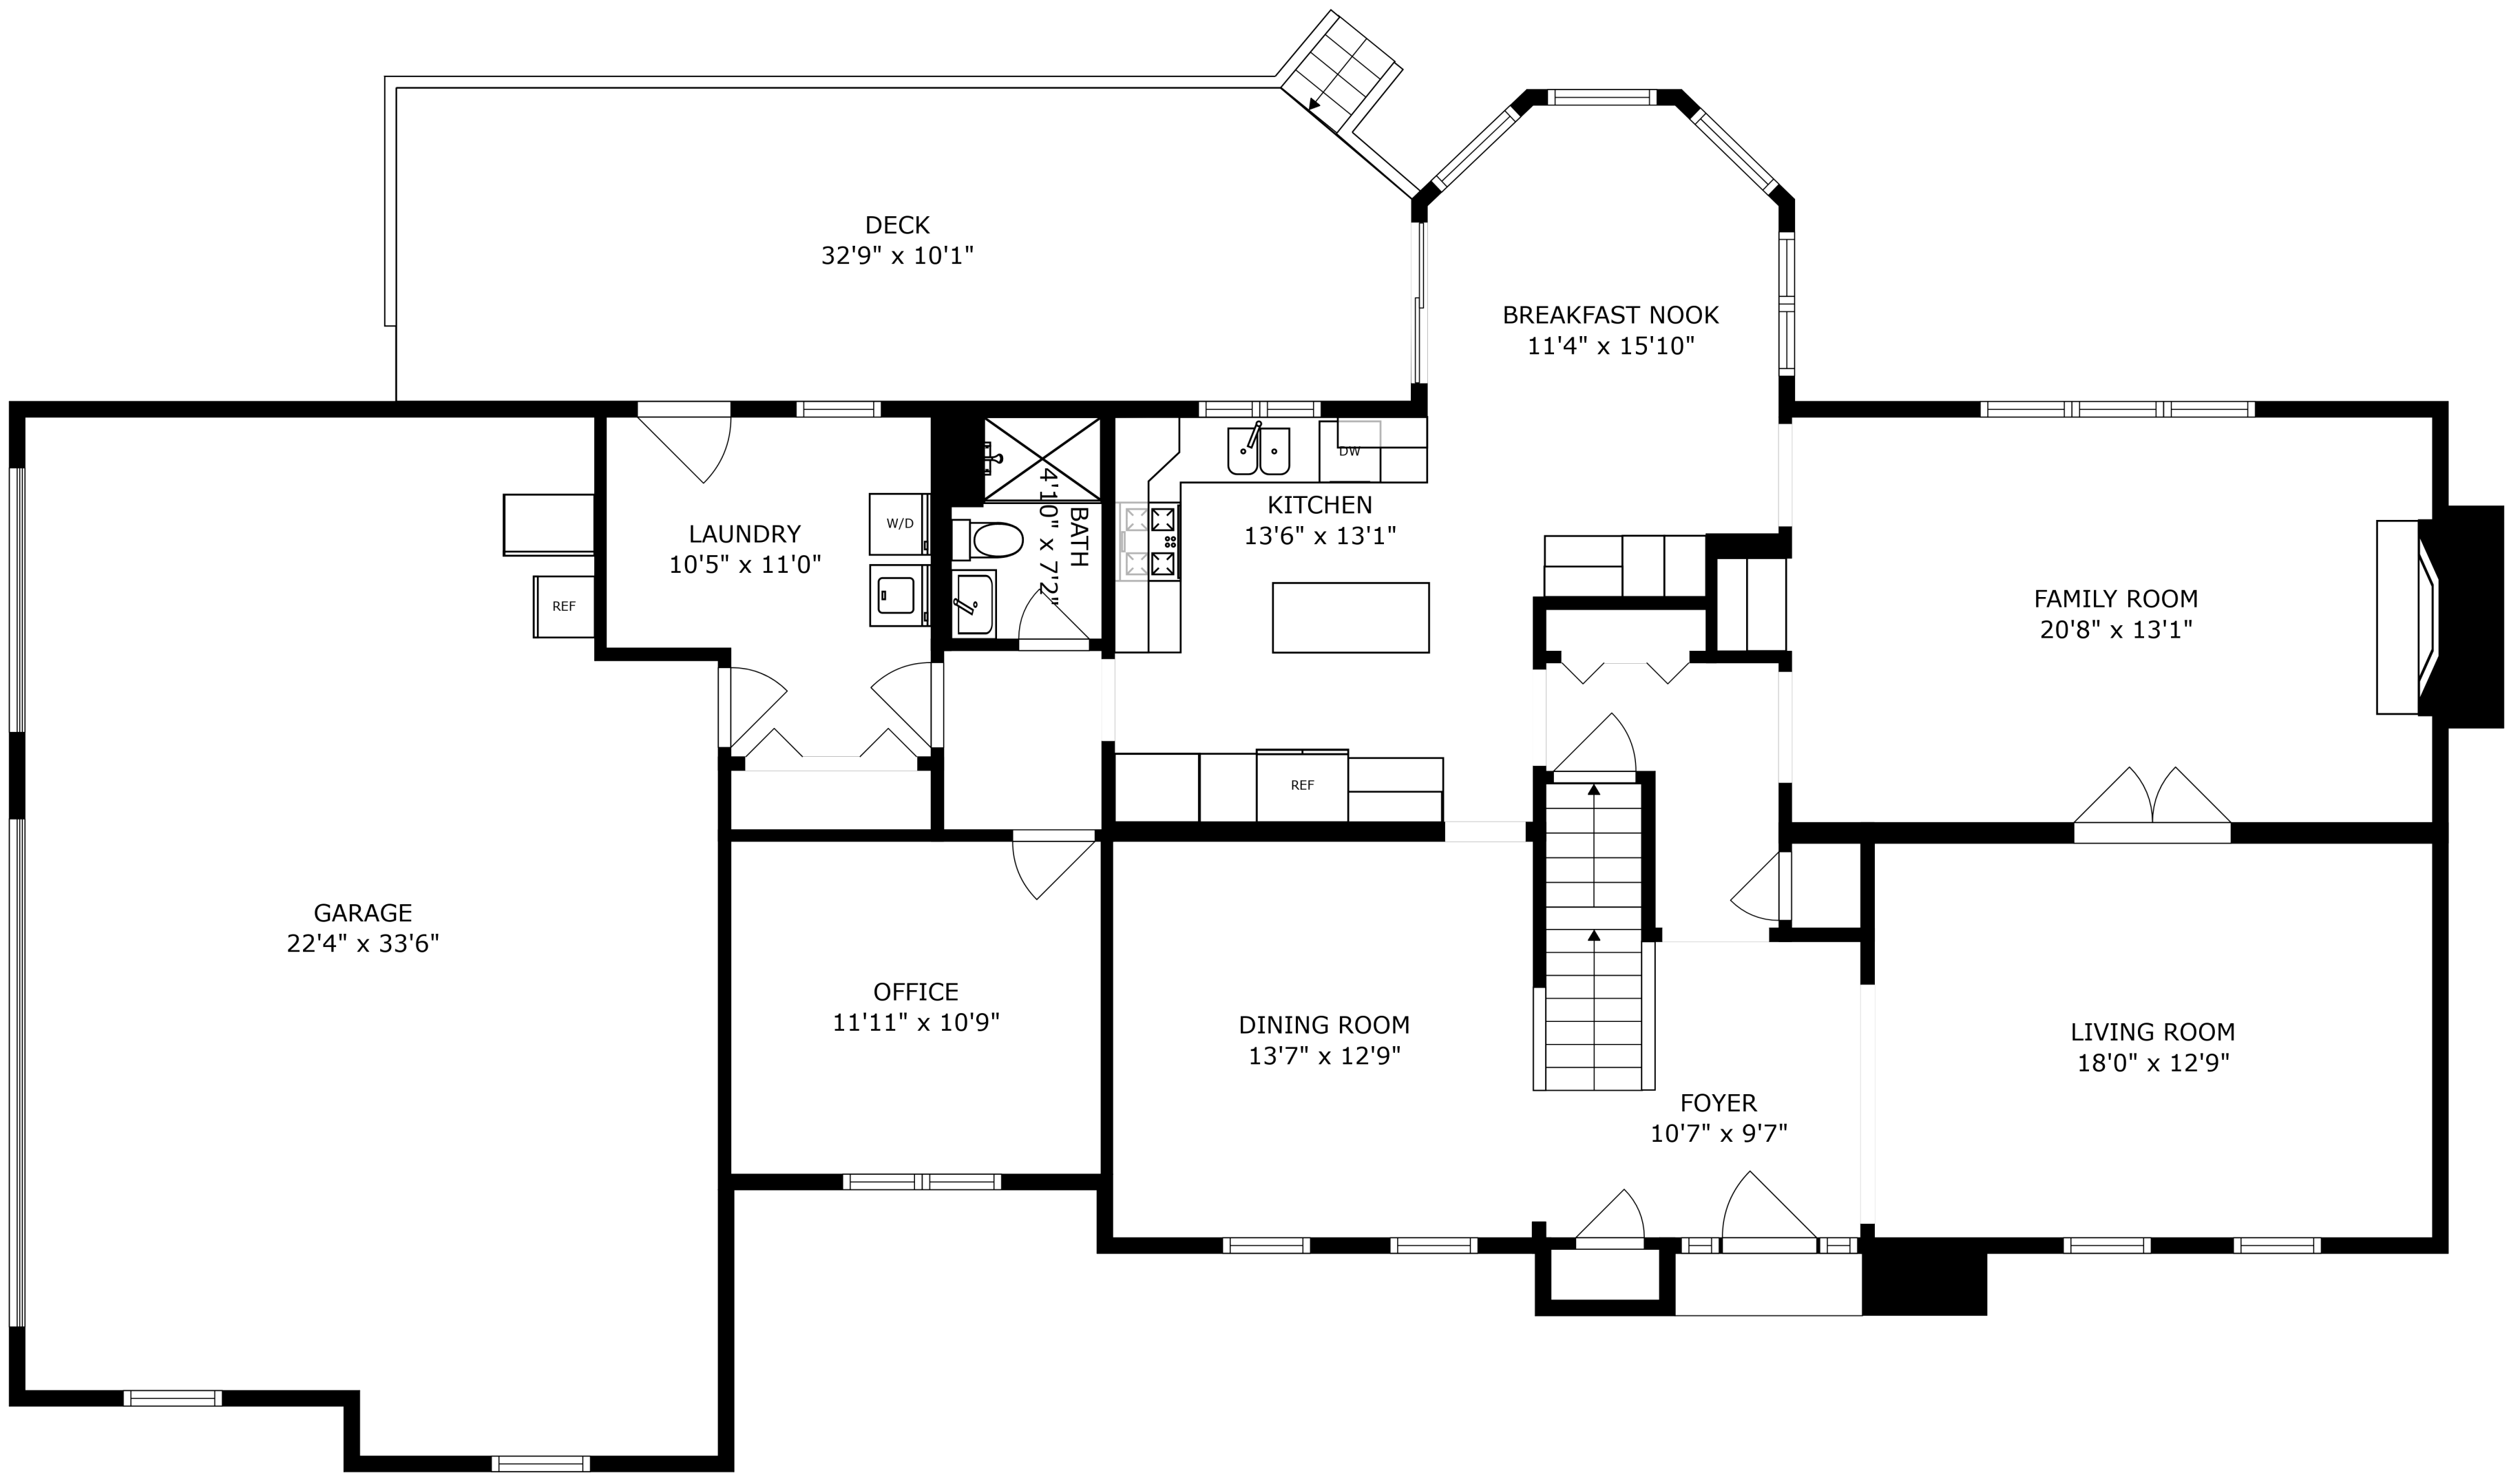 DECK
32'9" x 10'1"
BREAKFAST NOOK
11'4" x 15'10"
DW
KITCHEN
13'6" x 13'1"
BATH
4'10" x 7'2"
W/D
LAUNDRY
10'5" x 11'0"
REF
FAMILY ROOM
20'8" x 13'1"
REF
GARAGE
22'4" x 33'6"
OFFICE
11'11" x 10'9"
DINING ROOM
13'7" x 12'9"
LIVING ROOM
18'0" x 12'9"
FOYER
10'7" x 9'7"